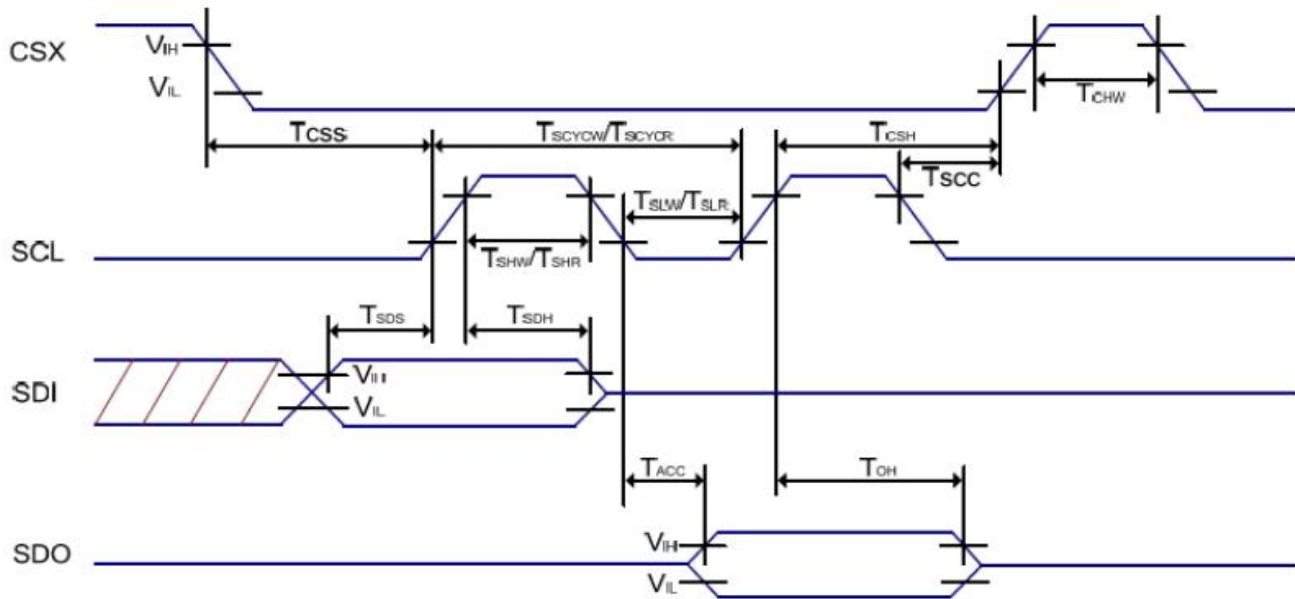 CSX
VIH
VIL
TCHW
TCSS
TSCYCW/TSCYCR
TCSH
TSCC
TSLW/TSLR
SCL
TSHW/TSHR
TSDS
TSDH
VIH
SDI
VIL
TACC
TOH
VIH
SDO
VIL